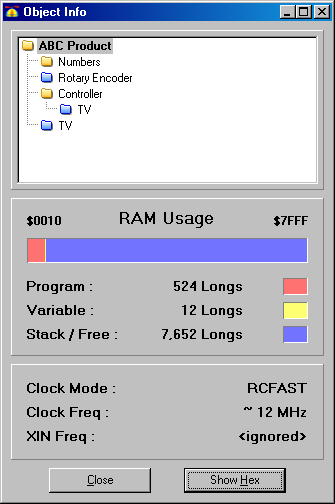 Object Info
ABC Product
Numbers
Rotary Encoder
Controller
TV
TV
$0010 RAM Usage $7FFF
Program : 524 Longs
Variable : 12 Longs
Stack / Free : 7,652 Longs
Clock Mode : RCFAST
Clock Freq : ~ 12 MHz
XIN Freq : <ignored>
Close Show Hex